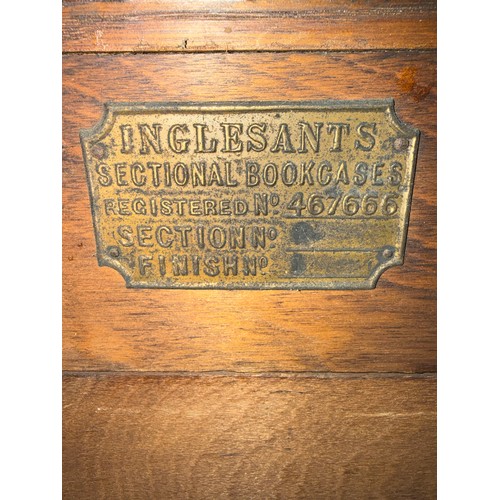 INGLESANTS
SECTIONAL BOOKCASES
REGISTERED No. 467666
SECTION No.
FINISH No.